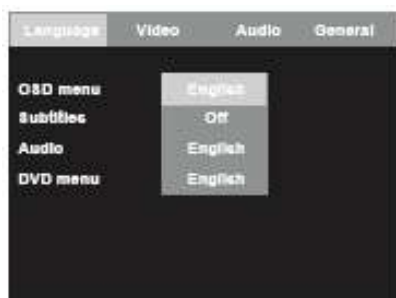 Language Video Audio General
OSD menu English
Subtitles Off
Audio English
DVD menu English